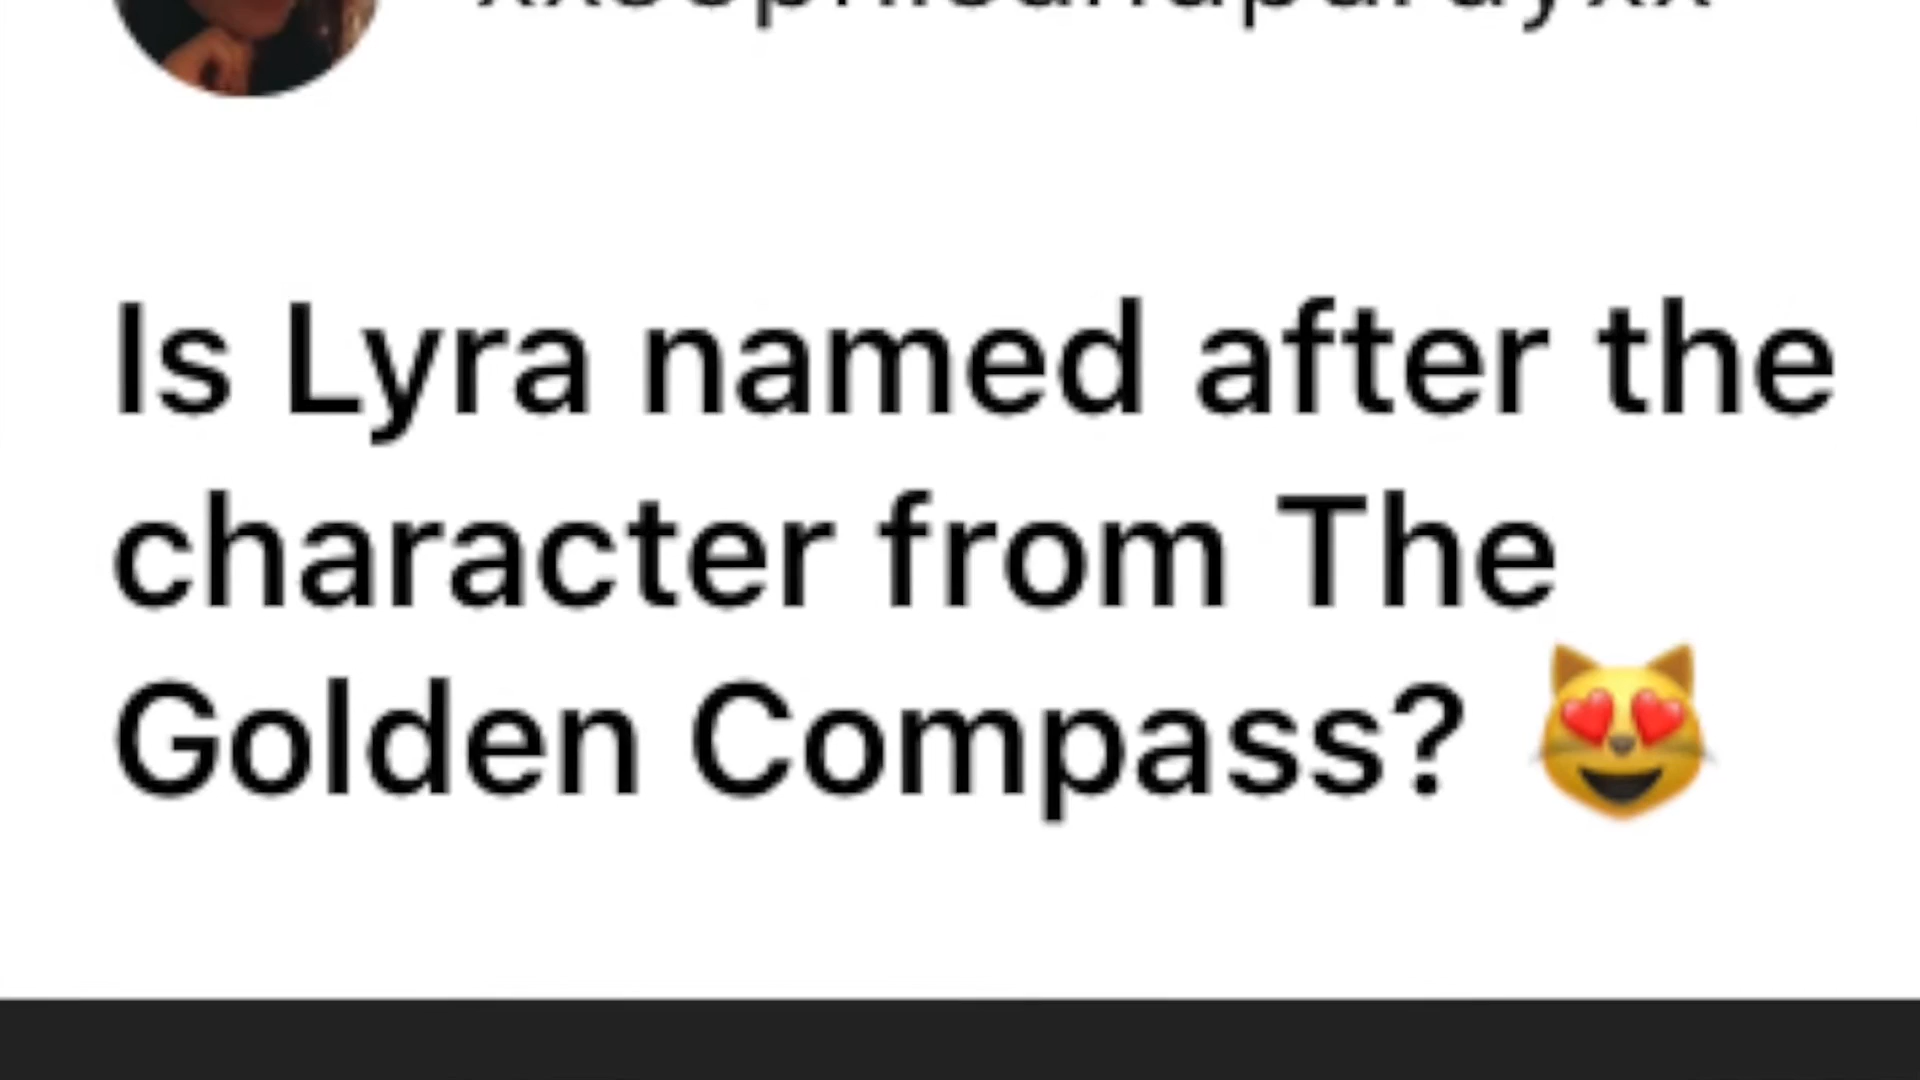 Is Lyra named after the
character from The
Golden Compass? 😻